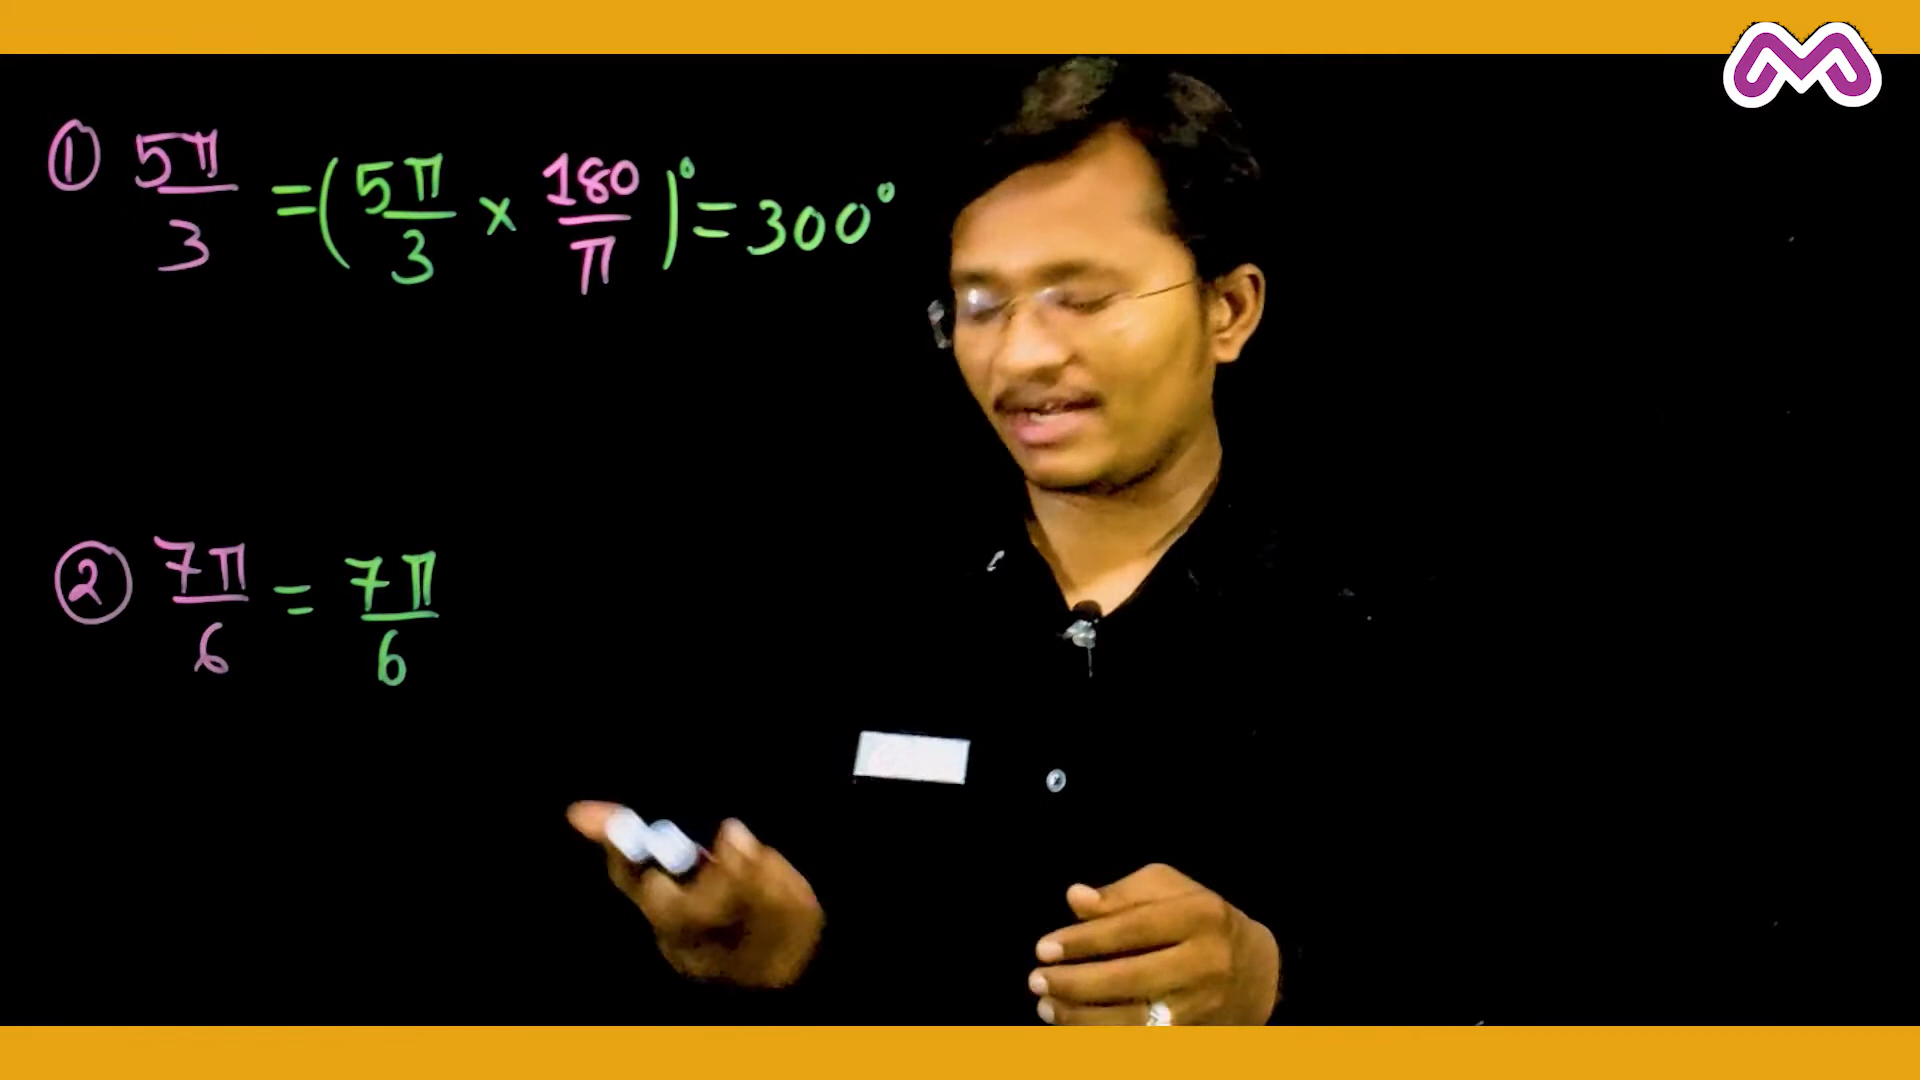 ① 5π/3 = (5π/3 × 180/π)° = 300°
② 7π/6 = 7π/6